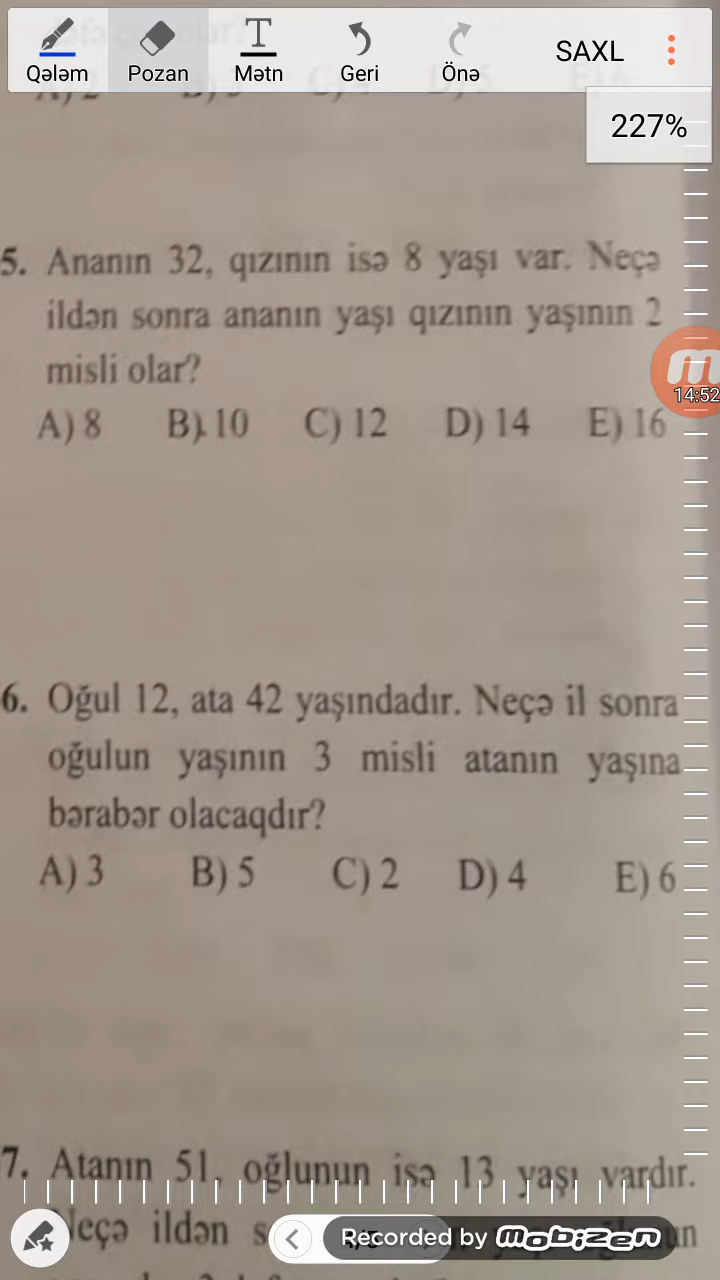 Qələm Pozan Mətn Geri Önə SAXL
A) 2
227%
5. Ananın 32, qızının isə 8 yaşı var. Neçə
ildən sonra ananın yaşı qızının yaşının 2
misli olar?
14:52
A) 8 B) 10 C) 12 D) 14 E) 16
6. Oğul 12, ata 42 yaşındadır. Neçə il sonra
oğulun yaşının 3 misli atanın yaşına
bərabər olacaqdır?
A) 3 B) 5 C) 2 D) 4 E) 6
7. Atanın 51, oğlunun isə 13 yaşı vardır.
Neçə ildən
Recorded by mobizen